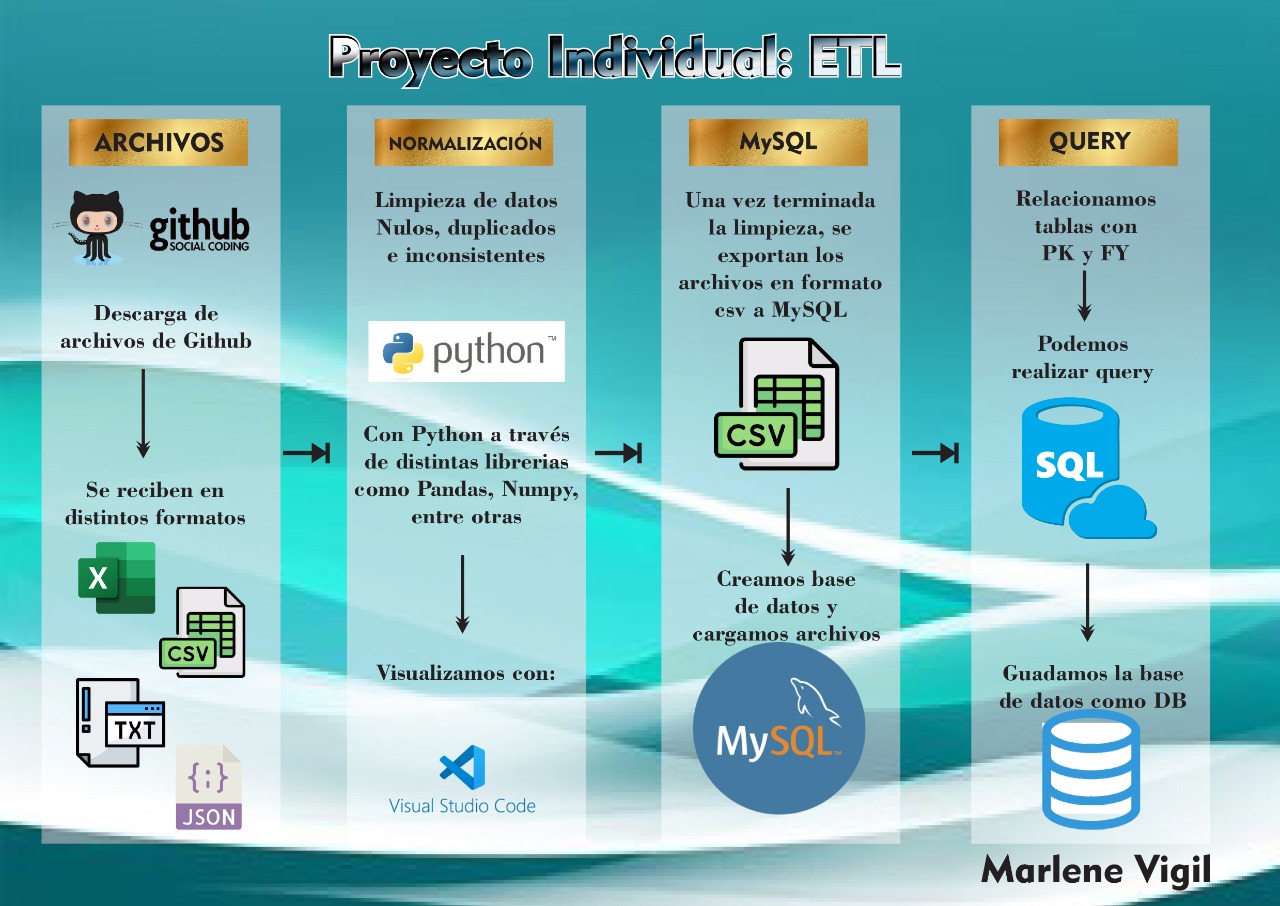 Proyecto Individual: ETL
ARCHIVOS
github
SOCIAL CODING
Descarga de
archivos de Github
Se reciben en
distintos formatos
X
CSV
TXT
{;}
JSON
NORMALIZACIÓN
Limpieza de datos
Nulos, duplicados
e inconsistentes
python™
Con Python a través
de distintas librerias
como Pandas, Numpy,
entre otras
Visualizamos con:
Visual Studio Code
MySQL
Una vez terminada
la limpieza, se
exportan los
archivos en formato
csv a MySQL
CSV
Creamos base
de datos y
cargamos archivos
MySQL™
QUERY
Relacionamos
tablas con
PK y FY
Podemos
realizar query
SQL
Guadamos la base
de datos como DB
Marlene Vigil